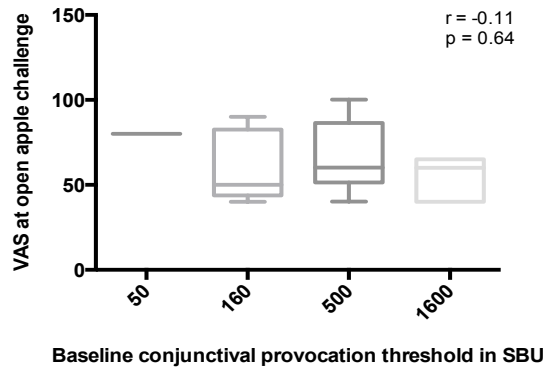 r = -0.11
p = 0.64
VAS at open apple challenge
150
100
50
0
50
160
500
1600
Baseline conjunctival provocation threshold in SBU